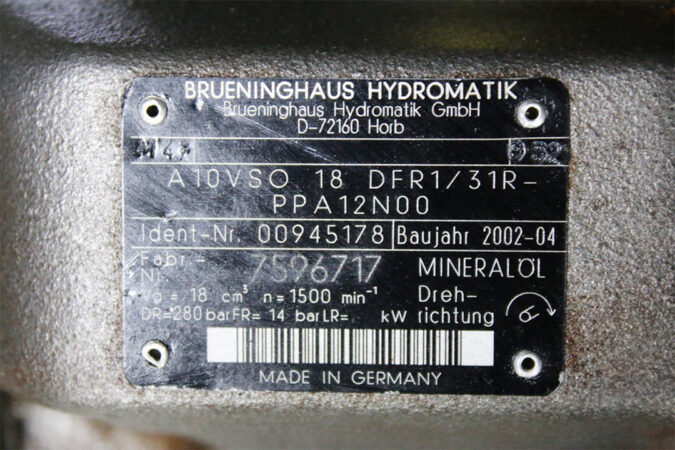 BRUENINGHAUS HYDROMATIK
Brueninghaus Hydromatik GmbH
D-72160 Horb
A10VSO 18 DFR1/31R-
PPA12N00
Ident-Nr. 00945178 Baujahr 2002-04
Fabr.-
Nr. 7596717 MINERALÖL
= 18 cm³ n=1500 min⁻¹ Dreh-
DR=280 bar FR= 14 bar LR= kW richtung
MADE IN GERMANY